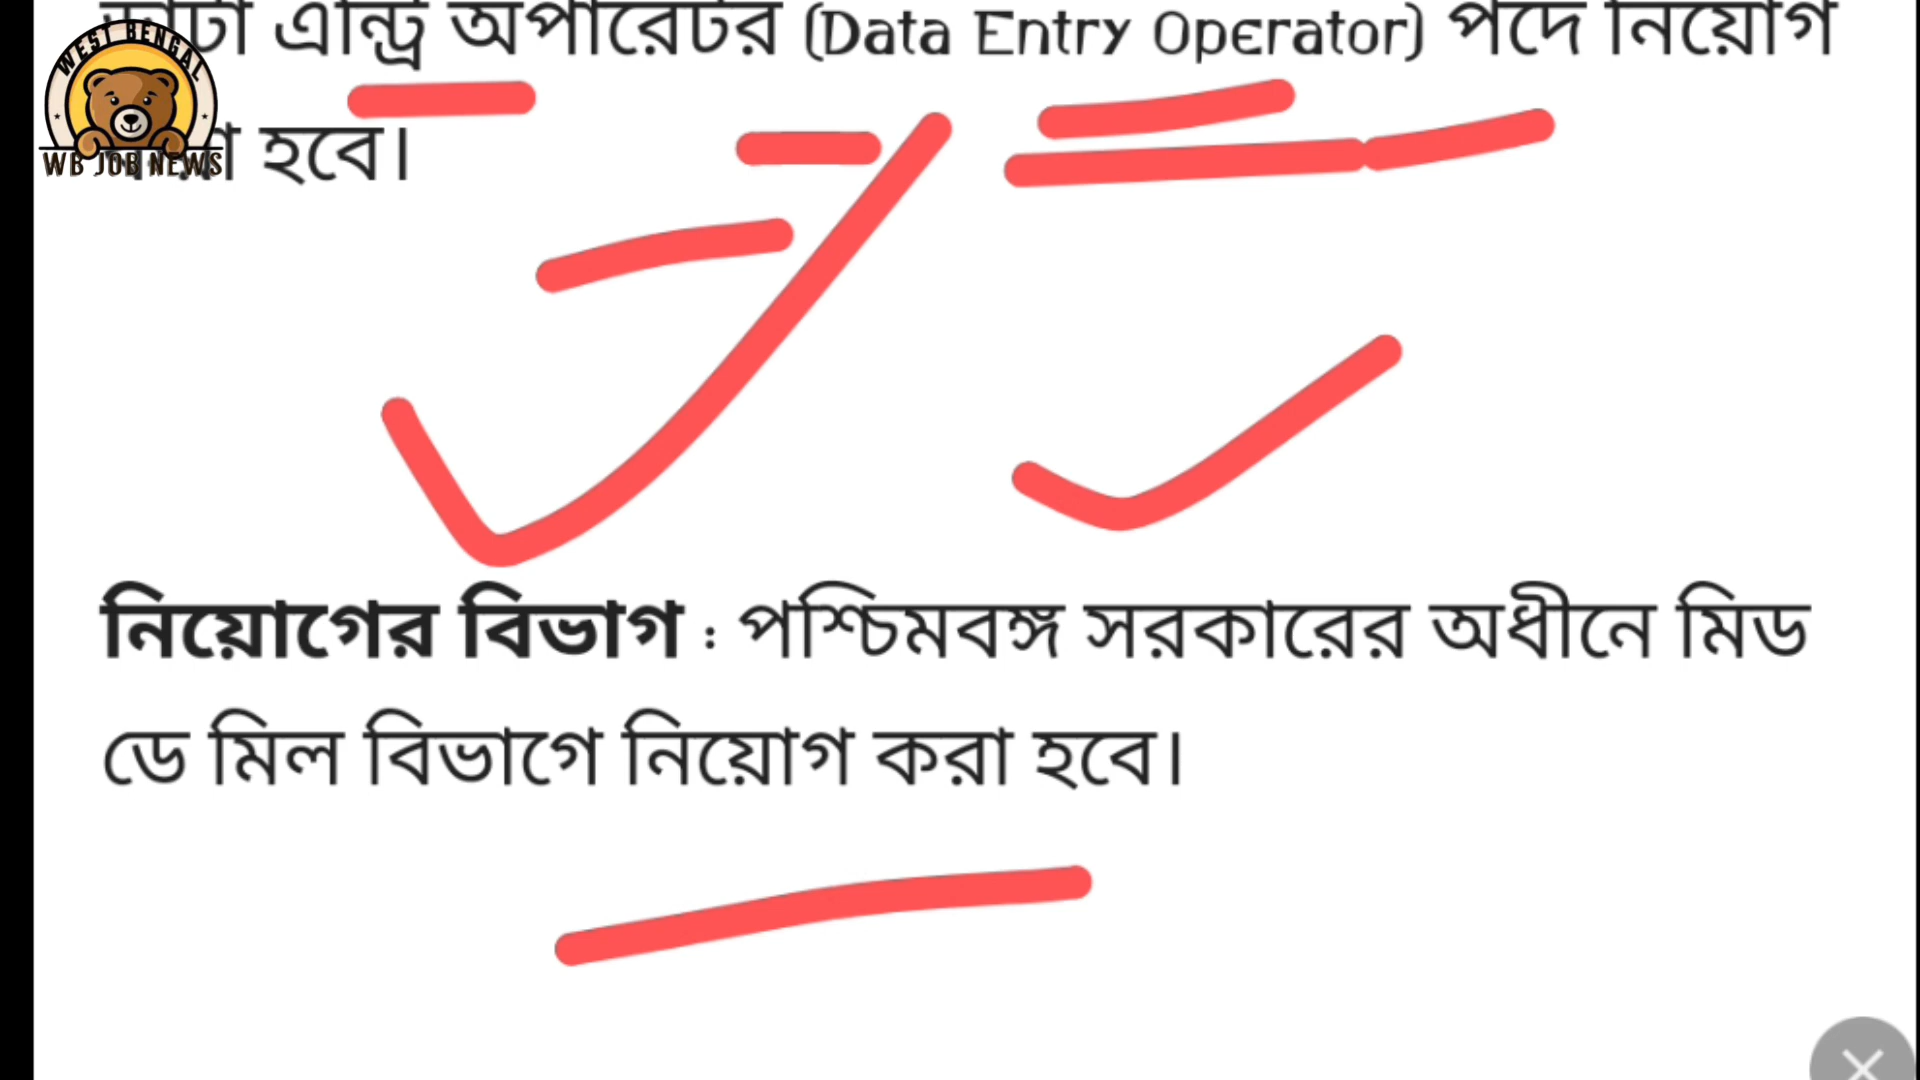 ডাটা এন্ট্রি অপারেটর (Data Entry Operator) পদে নিয়োগ
হবে।
WEST BENGAL
WB JOB NEWS
নিয়োগের বিভাগ : পশ্চিমবঙ্গ সরকারের অধীনে মিড
ডে মিল বিভাগে নিয়োগ করা হবে।